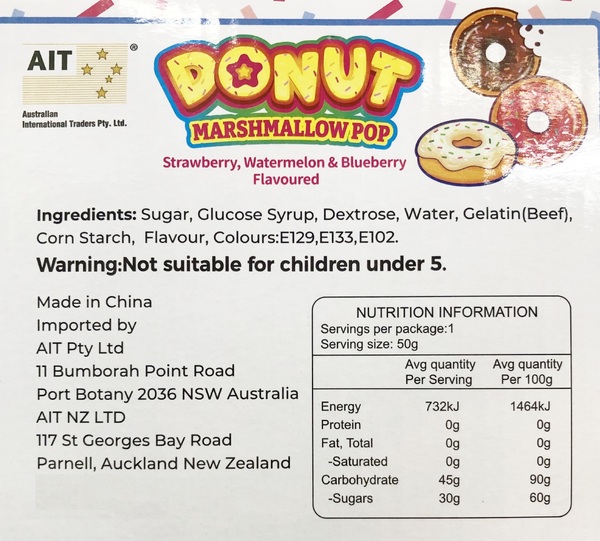 AIT ®
Australian
International Traders Pty. Ltd.
DONUT
MARSHMALLOW POP
Strawberry, Watermelon & Blueberry
Flavoured
Ingredients: Sugar, Glucose Syrup, Dextrose, Water, Gelatin(Beef),
Corn Starch, Flavour, Colours:E129,E133,E102.
Warning:Not suitable for children under 5.
Made in China
Imported by
AIT Pty Ltd
11 Bumborah Point Road
Port Botany 2036 NSW Australia
AIT NZ LTD
117 St Georges Bay Road
Parnell, Auckland New Zealand
NUTRITION INFORMATION
Servings per package:1
Serving size: 50g
Avg quantity Avg quantity
Per Serving Per 100g
Energy 732kJ 1464kJ
Protein 0g 0g
Fat, Total 0g 0g
-Saturated 0g 0g
Carbohydrate 45g 90g
-Sugars 30g 60g